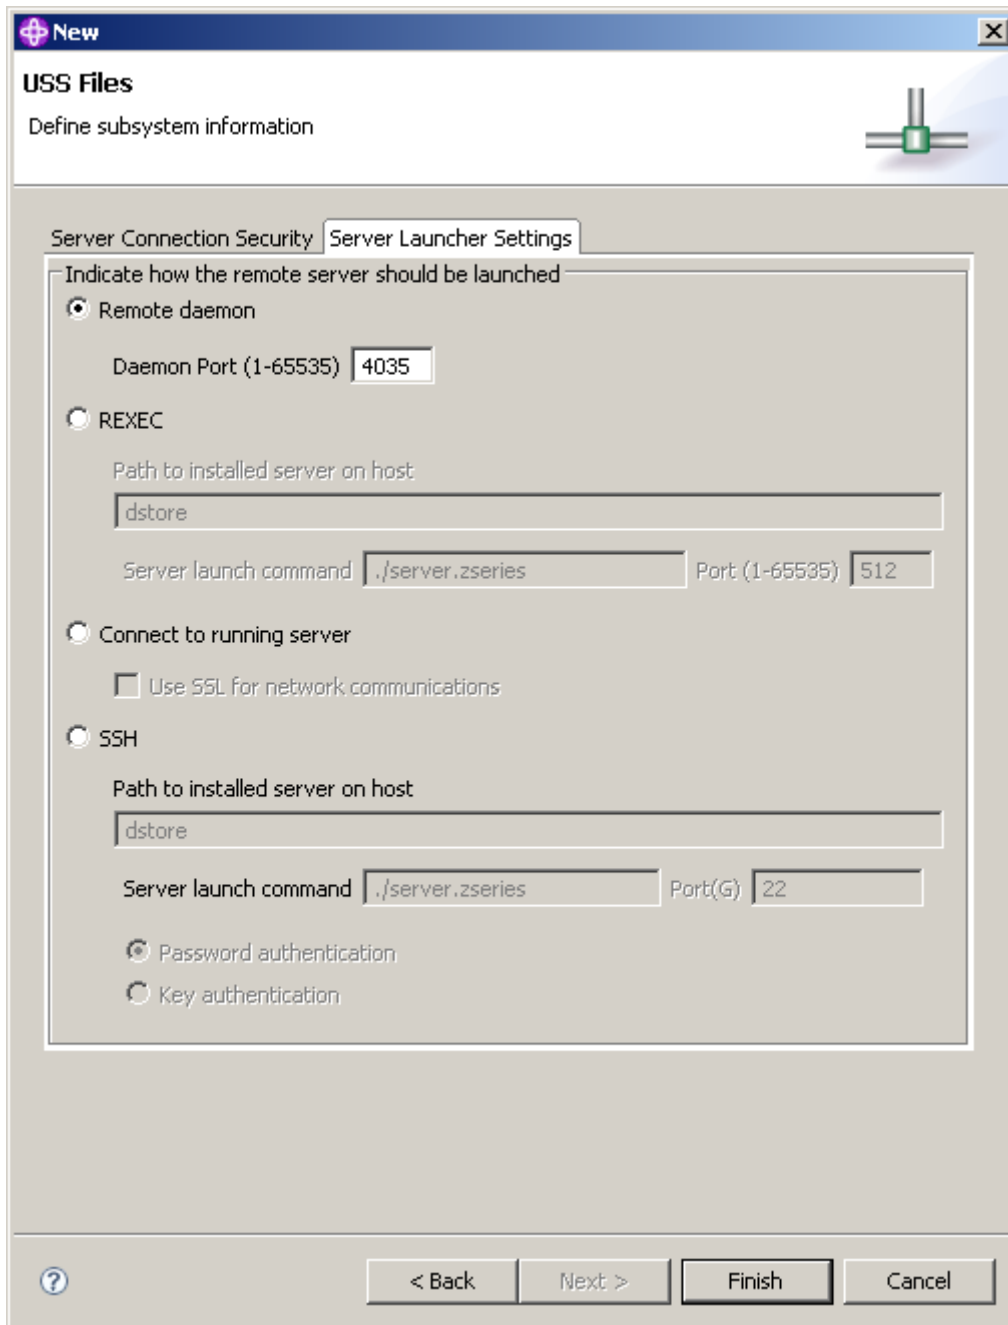 New
USS Files
Define subsystem information
Server Connection Security Server Launcher Settings
Indicate how the remote server should be launched
Remote daemon
Daemon Port (1-65535) 4035
REXEC
Path to installed server on host
dstore
Server launch command ./server.zseries Port (1-65535) 512
Connect to running server
Use SSL for network communications
SSH
Path to installed server on host
dstore
Server launch command ./server.zseries Port(G) 22
Password authentication
Key authentication
? < Back Next > Finish Cancel